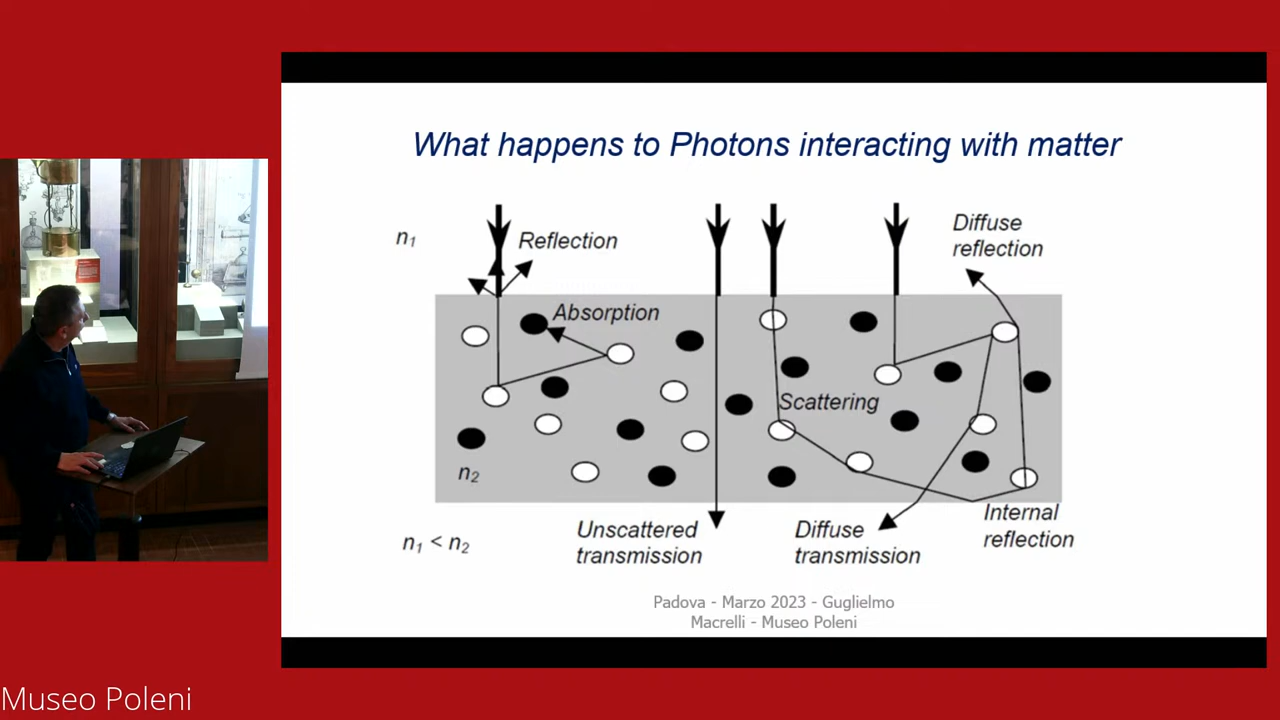 What happens to Photons interacting with matter
n₁
Reflection
Diffuse
reflection
Absorption
Scattering
n₂
n₁ < n₂
Unscattered
transmission
Diffuse
transmission
Internal
reflection
Padova - Marzo 2023 - Guglielmo
Macrelli - Museo Poleni
Museo Poleni